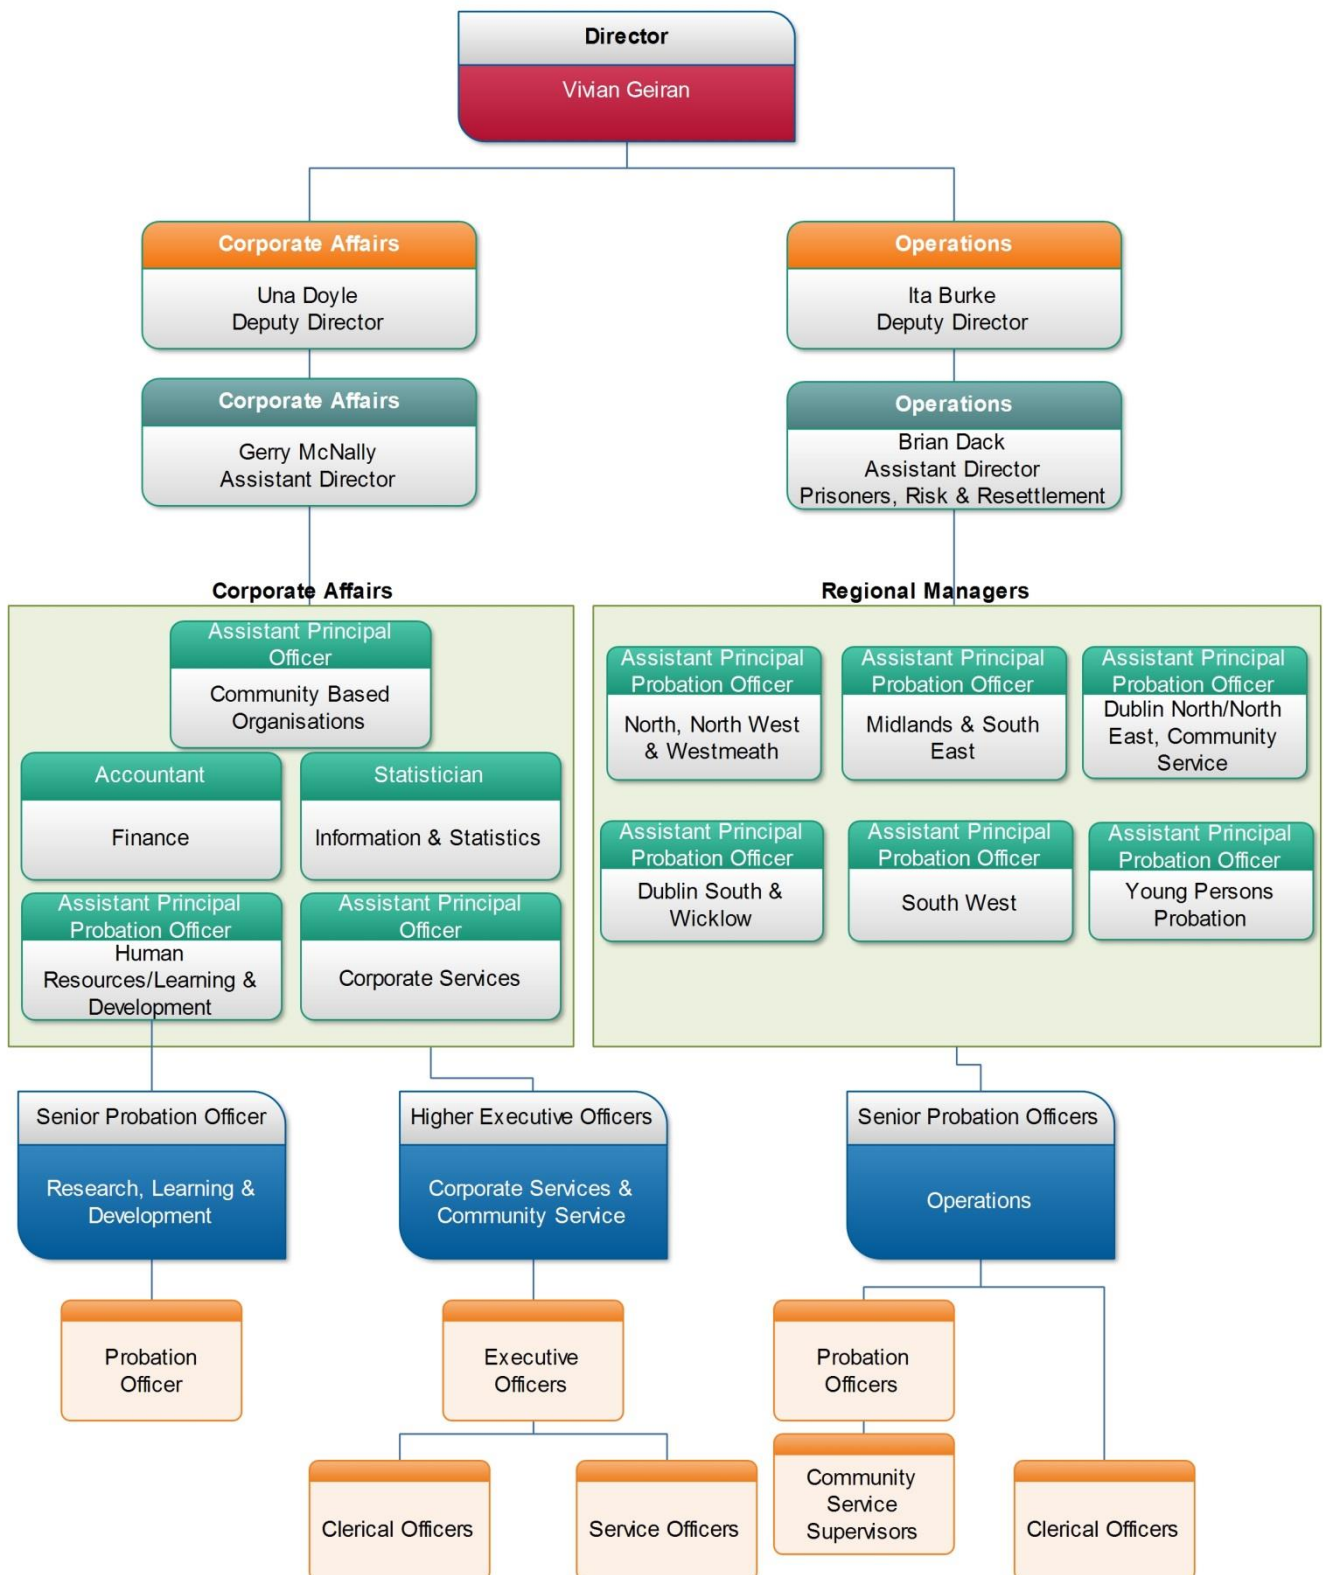 Director
Vivian Geiran
Corporate Affairs
Una Doyle
Deputy Director
Operations
Ita Burke
Deputy Director
Corporate Affairs
Gerry McNally
Assistant Director
Operations
Brian Dack
Assistant Director
Prisoners, Risk & Resettlement
Corporate Affairs
Assistant Principal
Officer
Community Based
Organisations
Accountant
Finance
Statistician
Information & Statistics
Assistant Principal
Probation Officer
Human
Resources/Learning &
Development
Assistant Principal
Officer
Corporate Services
Regional Managers
Assistant Principal
Probation Officer
North, North West
& Westmeath
Assistant Principal
Probation Officer
Midlands & South
East
Assistant Principal
Probation Officer
Dublin North/North
East, Community
Service
Assistant Principal
Probation Officer
Dublin South &
Wicklow
Assistant Principal
Probation Officer
South West
Assistant Principal
Probation Officer
Young Persons
Probation
Senior Probation Officer
Research, Learning &
Development
Higher Executive Officers
Corporate Services &
Community Service
Senior Probation Officers
Operations
Probation
Officer
Executive
Officers
Probation
Officers
Clerical Officers
Service Officers
Community
Service
Supervisors
Clerical Officers